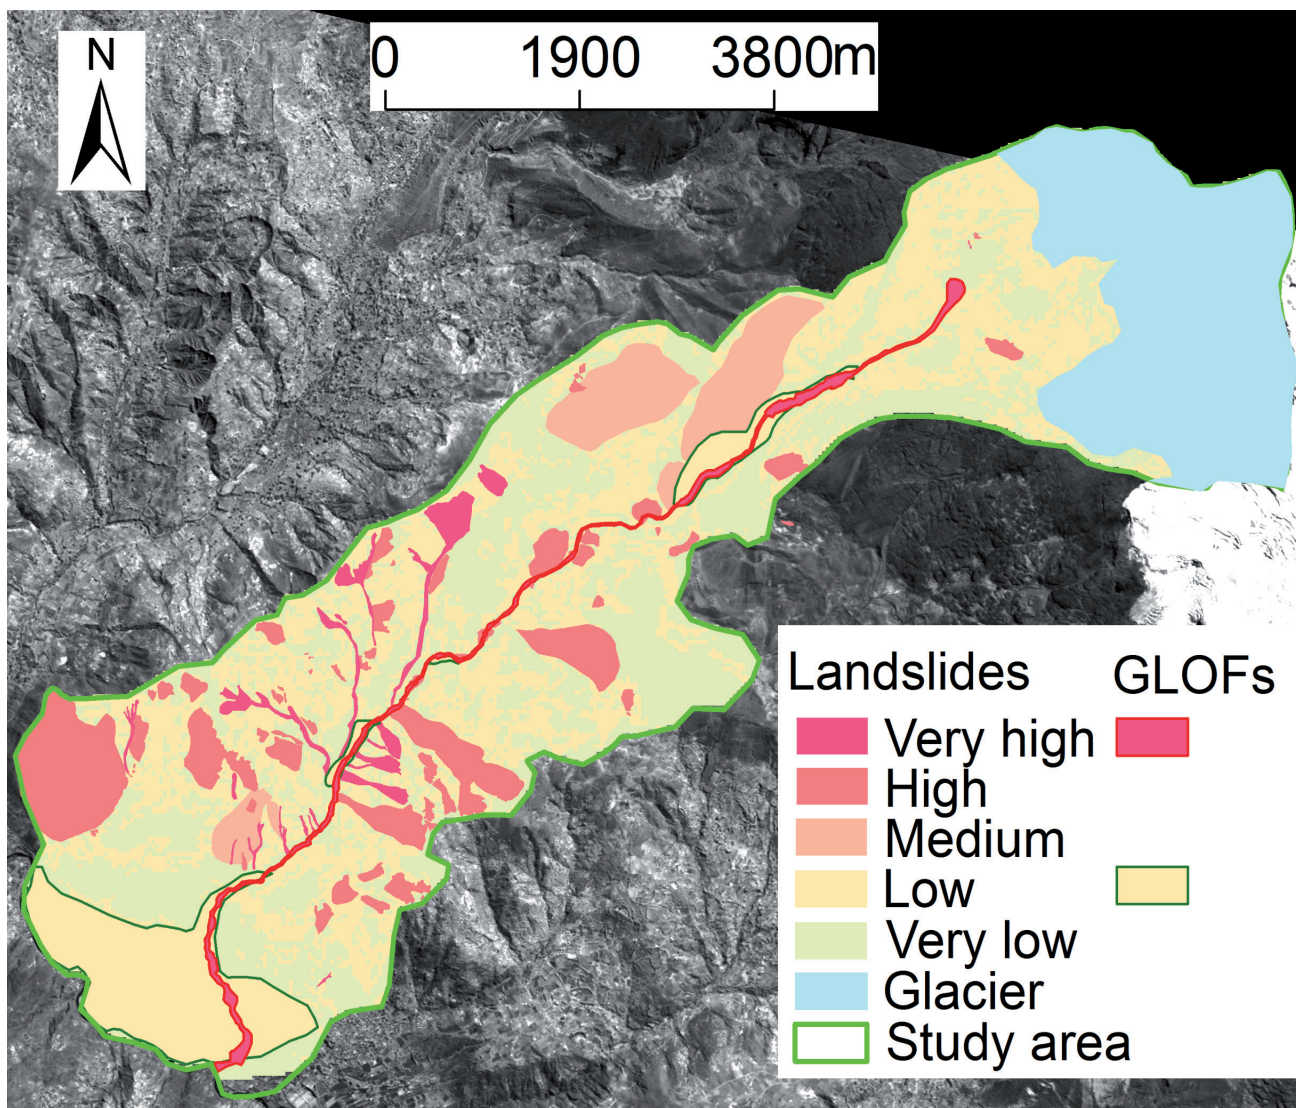 N
0 1900 3800m
Landslides GLOFs
Very high
High
Medium
Low
Very low
Glacier
Study area